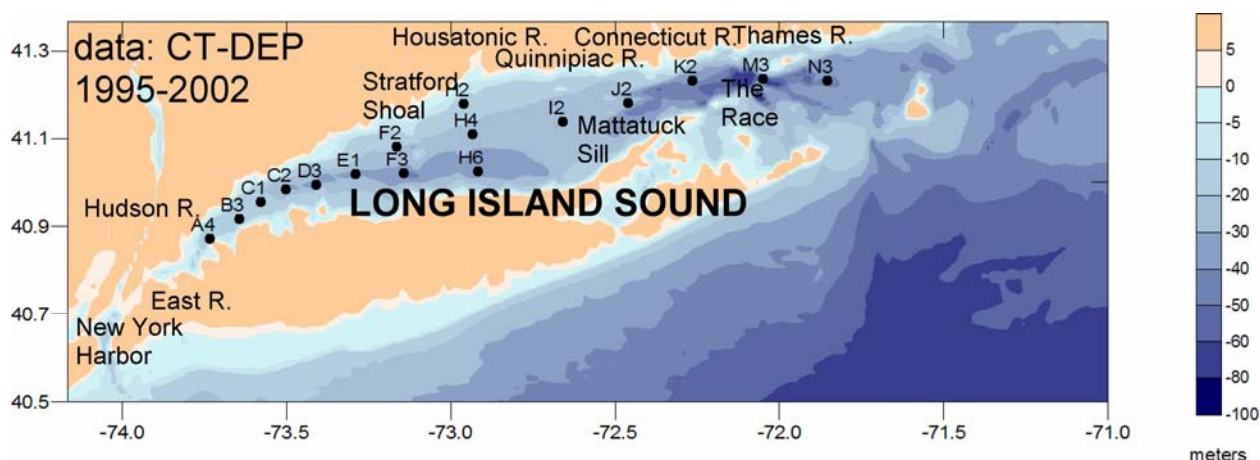 data: CT-DEP
1995-2002
Housatonic R.
Connecticut R.
Thames R.
Quinnipiac R.
Stratford
Shoal
K2
M3
N3
The
Race
J2
I2
Mattatuck
Sill
H2
H4
H6
F2
F3
E1
D3
C2
C1
B3
A4
LONG ISLAND SOUND
Hudson R.
East R.
New York
Harbor
41.3
41.1
40.9
40.7
40.5
-74.0
-73.5
-73.0
-72.5
-72.0
-71.5
-71.0
5
0
-5
-10
-20
-30
-40
-50
-60
-80
-100
meters